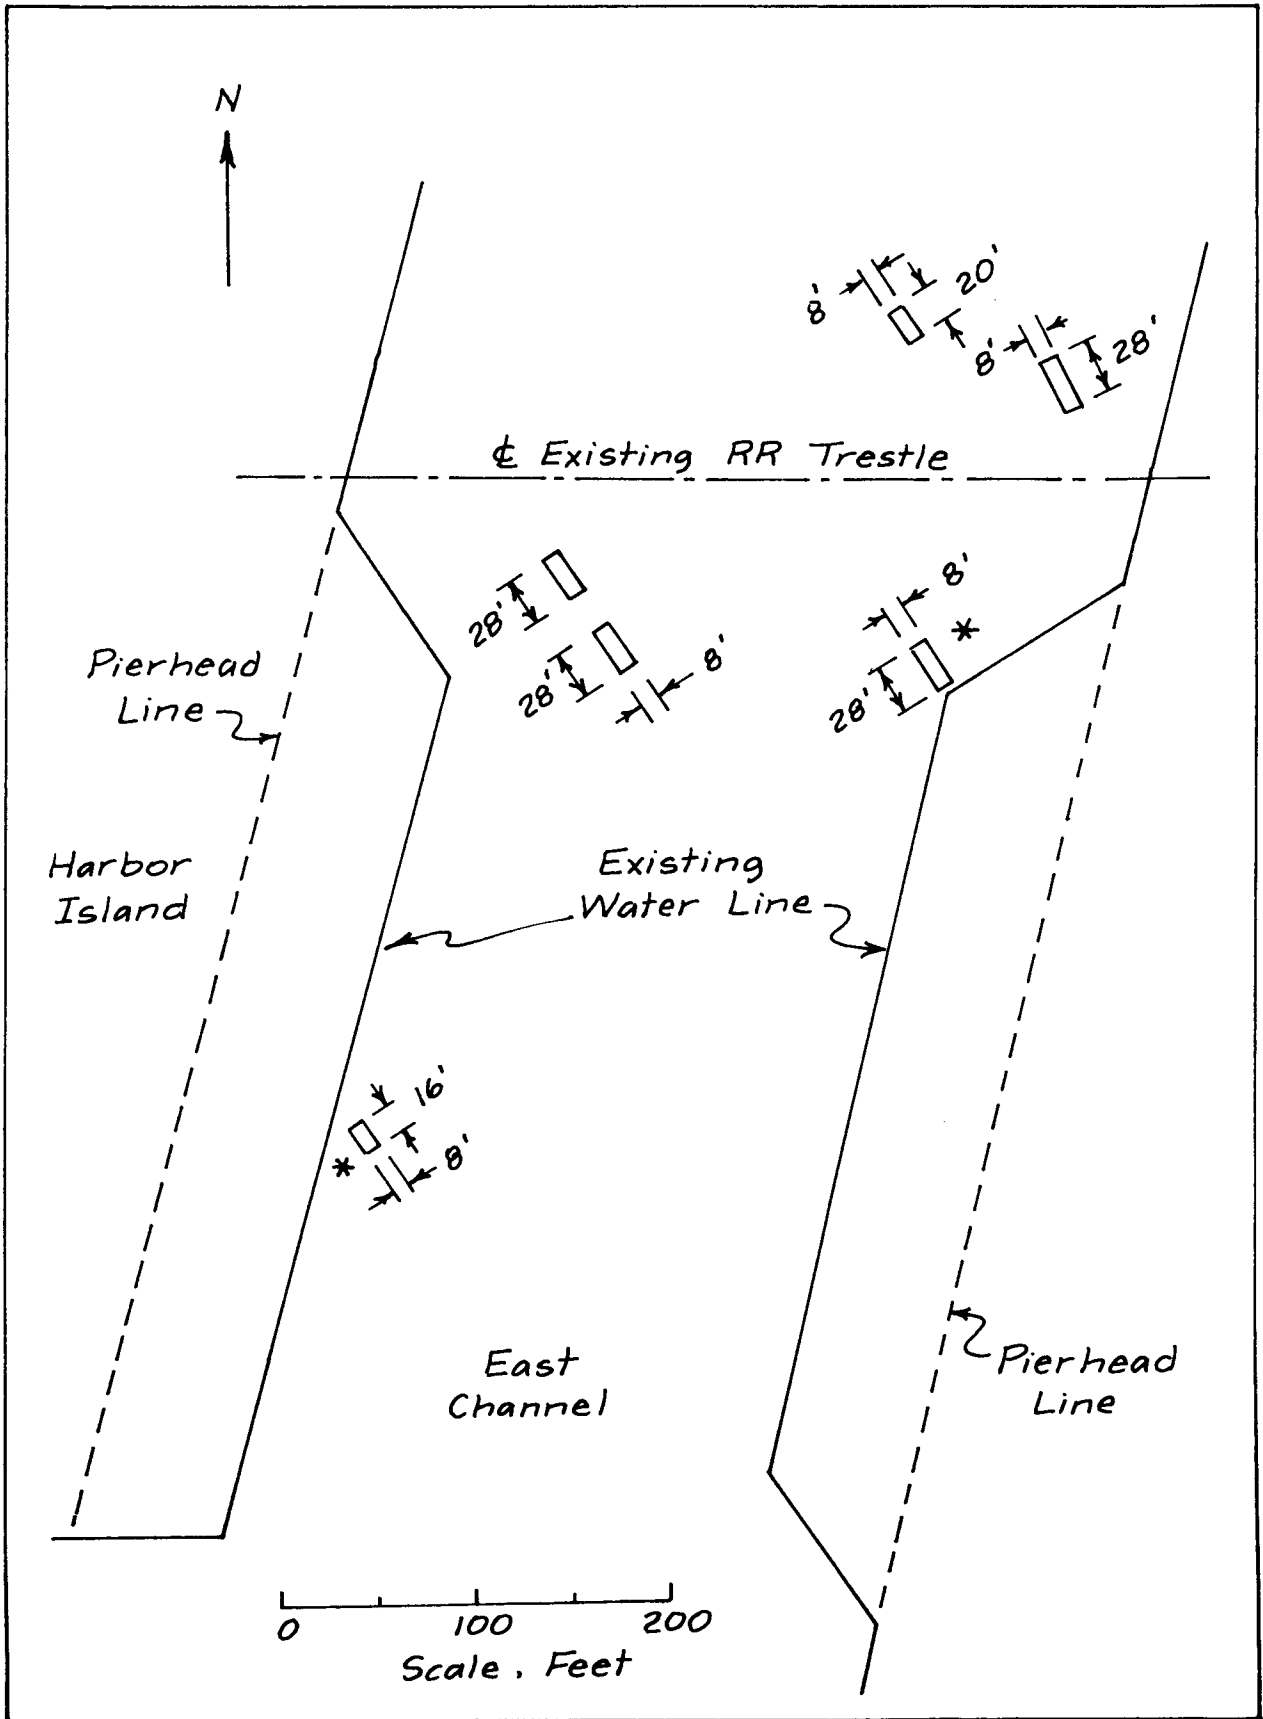 N
8'
20'
8'
28'
℄ Existing RR Trestle
28'
28'
8'
8'
*
28'
Pierhead
Line
Harbor
Island
Existing
Water Line
16'
*
8'
East
Channel
Pierhead
Line
0 100 200
Scale, Feet